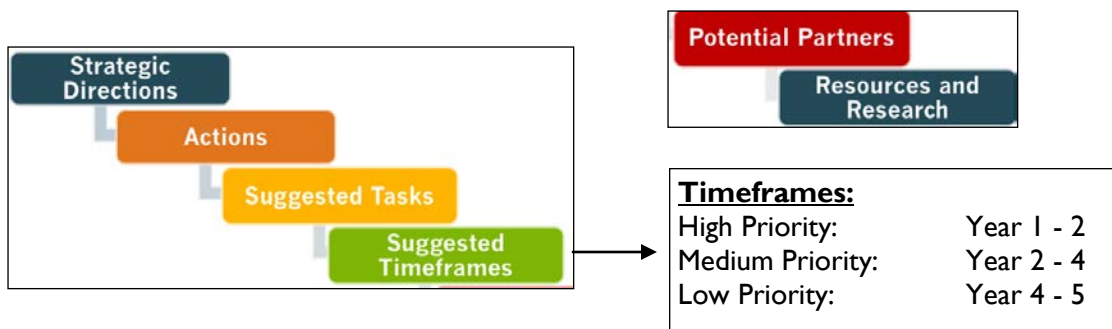 Strategic
Directions
Actions
Suggested Tasks
Suggested
Timeframes
Potential Partners
Resources and
Research
Timeframes:
High Priority: Year 1 - 2
Medium Priority: Year 2 - 4
Low Priority: Year 4 - 5